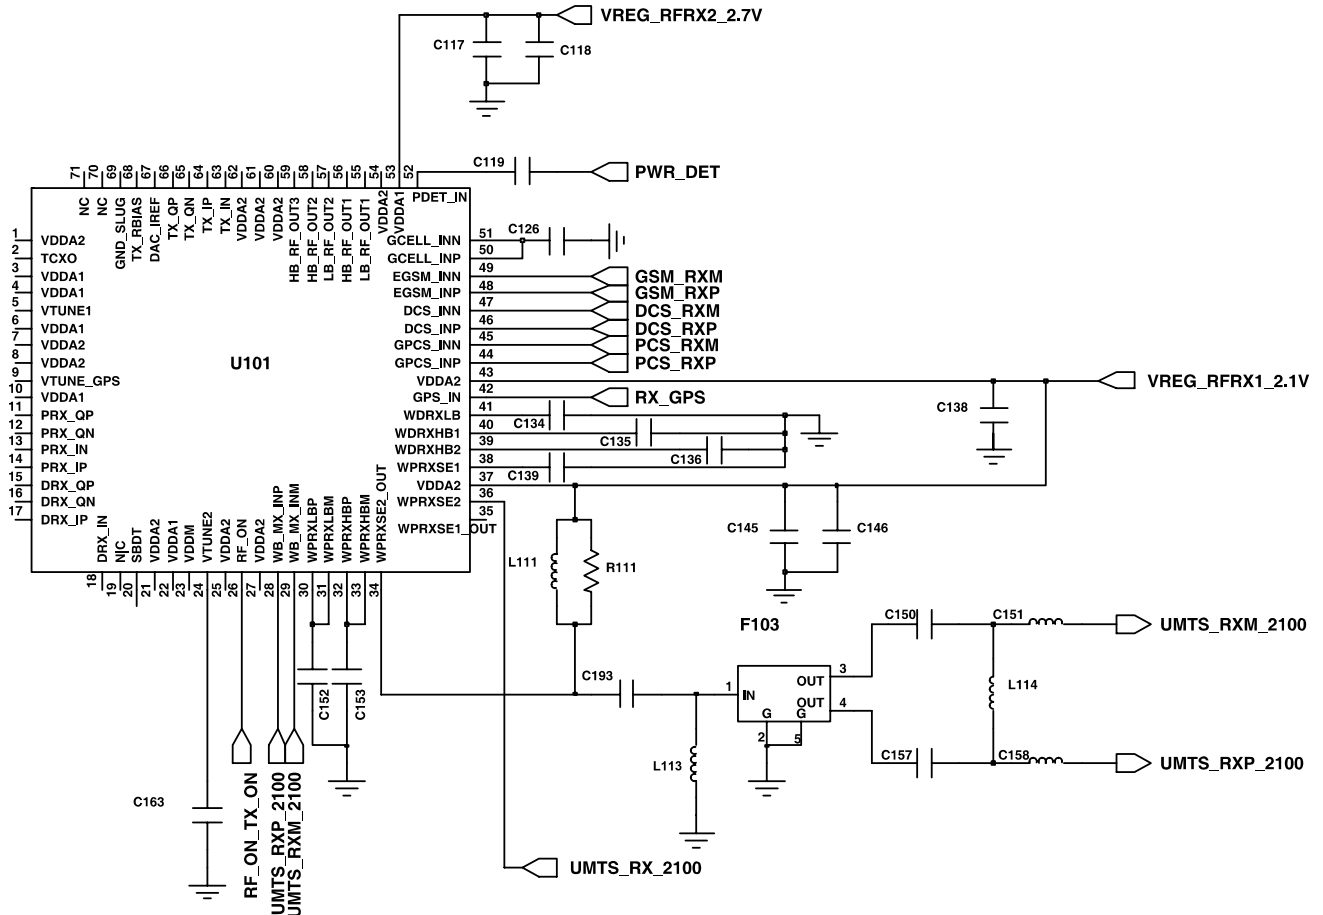 VREG_RFRX2_2.7V
C117
C118
C119
PWR_DET
71
70
69
68
67
66
65
64
63
62
61
60
59
58
57
56
55
54
53
52
NC
NC
GND_SLUG
TX_RBIAS
DAC_IREF
TX_QP
TX_QN
TX_IP
TX_IN
VDDA2
VDDA2
VDDA2
HB_RF_OUT3
HB_RF_OUT2
LB_RF_OUT2
HB_RF_OUT1
LB_RF_OUT1
VDDA2
VDDA1
PDET_IN
1 VDDA2
2 TCXO
3 VDDA1
4 VDDA1
5 VTUNE1
6 VDDA1
7 VDDA2
8 VDDA2
9 VTUNE_GPS
10 VDDA1
11 PRX_QP
12 PRX_QN
13 PRX_IN
14 PRX_IP
15 DRX_QP
16 DRX_QN
17 DRX_IP
U101
GCELL_INN 51
C126
GCELL_INP 50
EGSM_INN 49 GSM_RXM
EGSM_INP 48 GSM_RXP
DCS_INN 47 DCS_RXM
DCS_INP 46 DCS_RXP
GPCS_INN 45 PCS_RXM
GPCS_INP 44 PCS_RXP
VDDA2 43 VREG_RFRX1_2.1V
GPS_IN 42 RX_GPS
C138
WDRXLB 41 C134
WDRXHB1 40 C135
WDRXHB2 39 C136
WPRXSE1 38 C139
VDDA2 37
WPRXSE2 36
WPRXSE1_OUT 35
DRX_IN
N|C
SBDT
VDDA2
VDDA1
VDDM
VTUNE2
VDDA2
RF_ON
VDDA2
WB_MX_INP
WB_MX_INM
WPRXLBP
WPRXLBM
WPRXHBP
WPRXHBM
WPRXSE2_OUT
18
19
20
21
22
23
24
25
26
27
28
29
30
31
32
33
34
L111
R111
C145
C146
F103
C150
C151
UMTS_RXM_2100
C193
1 IN
OUT 3
OUT 4
G
G
2
5
L114
C152
C153
L113
C157
C158
UMTS_RXP_2100
C163
RF_ON_TX_ON
UMTS_RXP_2100
UMTS_RXM_2100
UMTS_RX_2100